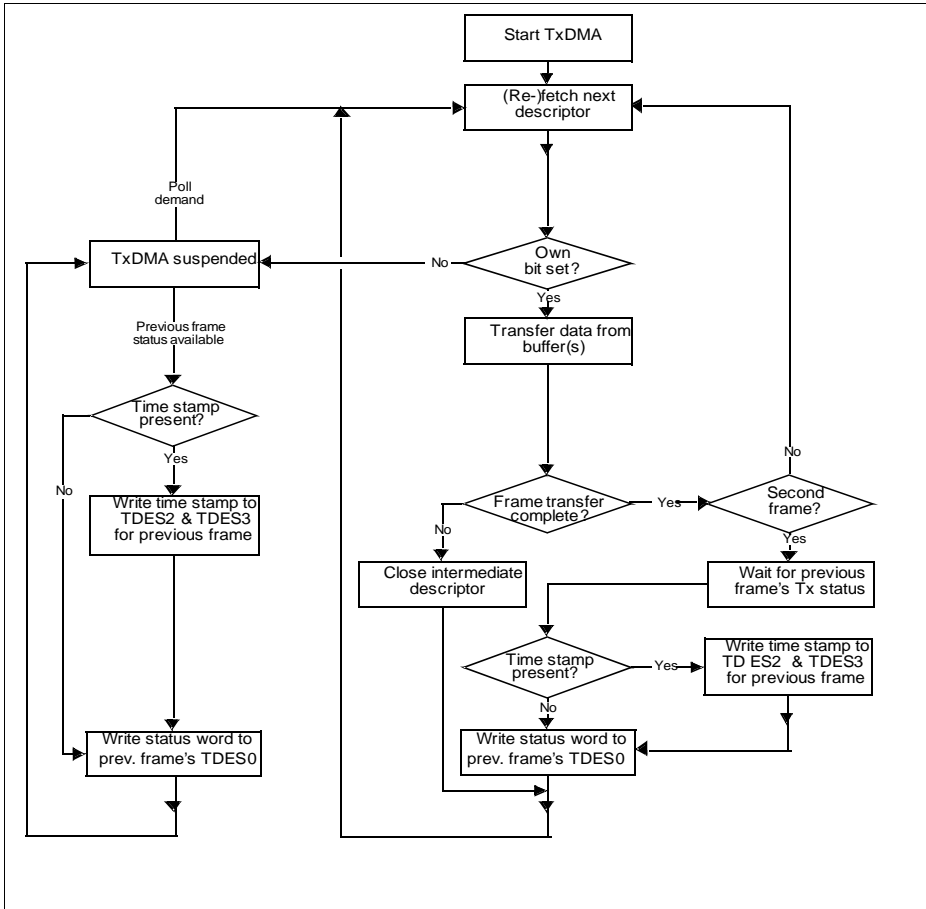 Start TxDMA
(Re-)fetch next
descriptor
Poll
demand
TxDMA suspended
No
Own
bit set?
Yes
Previous frame
status available
Transfer data from
buffer(s)
Time stamp
present?
Yes
No
No
Write time stamp to
TDES2 & TDES3
for previous frame
Frame transfer
complete?
Yes
Second
frame?
No
Yes
Close intermediate
descriptor
Wait for previous
frame's Tx status
Time stamp
present?
Yes
Write time stamp to
TD ES2 & TDES3
for previous frame
No
Write status word to
prev. frame's TDES0
Write status word to
prev. frame's TDES0